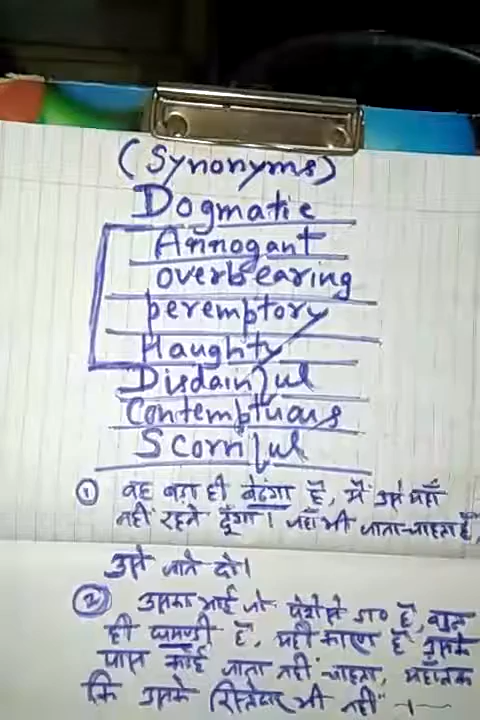 (Synonyms)
Dogmatic
Arrogant
overbearing
peremptory
Haughty
Disdainful
Contemptuous
Scornful
① वह बड़ा ही बेढंगा है, मैं उसे यहाँ
नहीं रहने दूँगा। जहाँ भी जाना चाहता है,
उसे जाने दो।
② उसका भाई जो पेशे से है,
ही घमण्डी है, यही कारण है उसके
पास कोई जाना नहीं चाहता, यहाँ तक
कि उसके रिश्तेदार भी नहीं